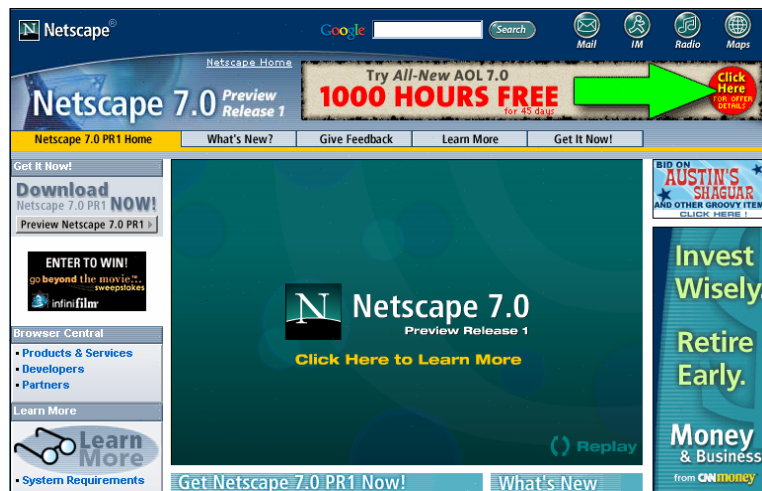 Netscape®
Google
Search
Mail
IM
Radio
Maps
Netscape Home
Netscape 7.0 Preview Release 1
Try All-New AOL 7.0
1000 HOURS FREE
for 45 days
Click
Here
FOR OFFER
DETAILS
Netscape 7.0 PR1 Home
What's New?
Give Feedback
Learn More
Get It Now!
Get It Now!
Download
Netscape 7.0 PR1 NOW!
Preview Netscape 7.0 PR1
ENTER TO WIN!
go beyond the movie...
sweepstakes
infinifilm
Browser Central
Products & Services
Developers
Partners
Learn More
Learn
More
System Requirements
N Netscape 7.0
Preview Release 1
Click Here to Learn More
Replay
Get Netscape 7.0 PR1 Now!
What's New
BID ON
AUSTIN'S
SHAGUAR
AND OTHER GROOVY ITEM
CLICK HERE !
Invest
Wisely.
Retire
Early.
Money
& Business
from CNNmoney